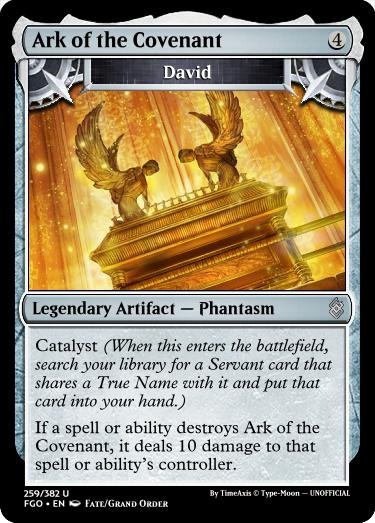 Ark of the Covenant 4
David
Legendary Artifact — Phantasm
Catalyst (When this enters the battlefield,
search your library for a Servant card that
shares a True Name with it and put that
card into your hand.)
If a spell or ability destroys Ark of the
Covenant, it deals 10 damage to that
spell or ability's controller.
259/382 U
FGO • EN Fate/Grand Order
By TimeAxis © Type-Moon — UNOFFICIAL